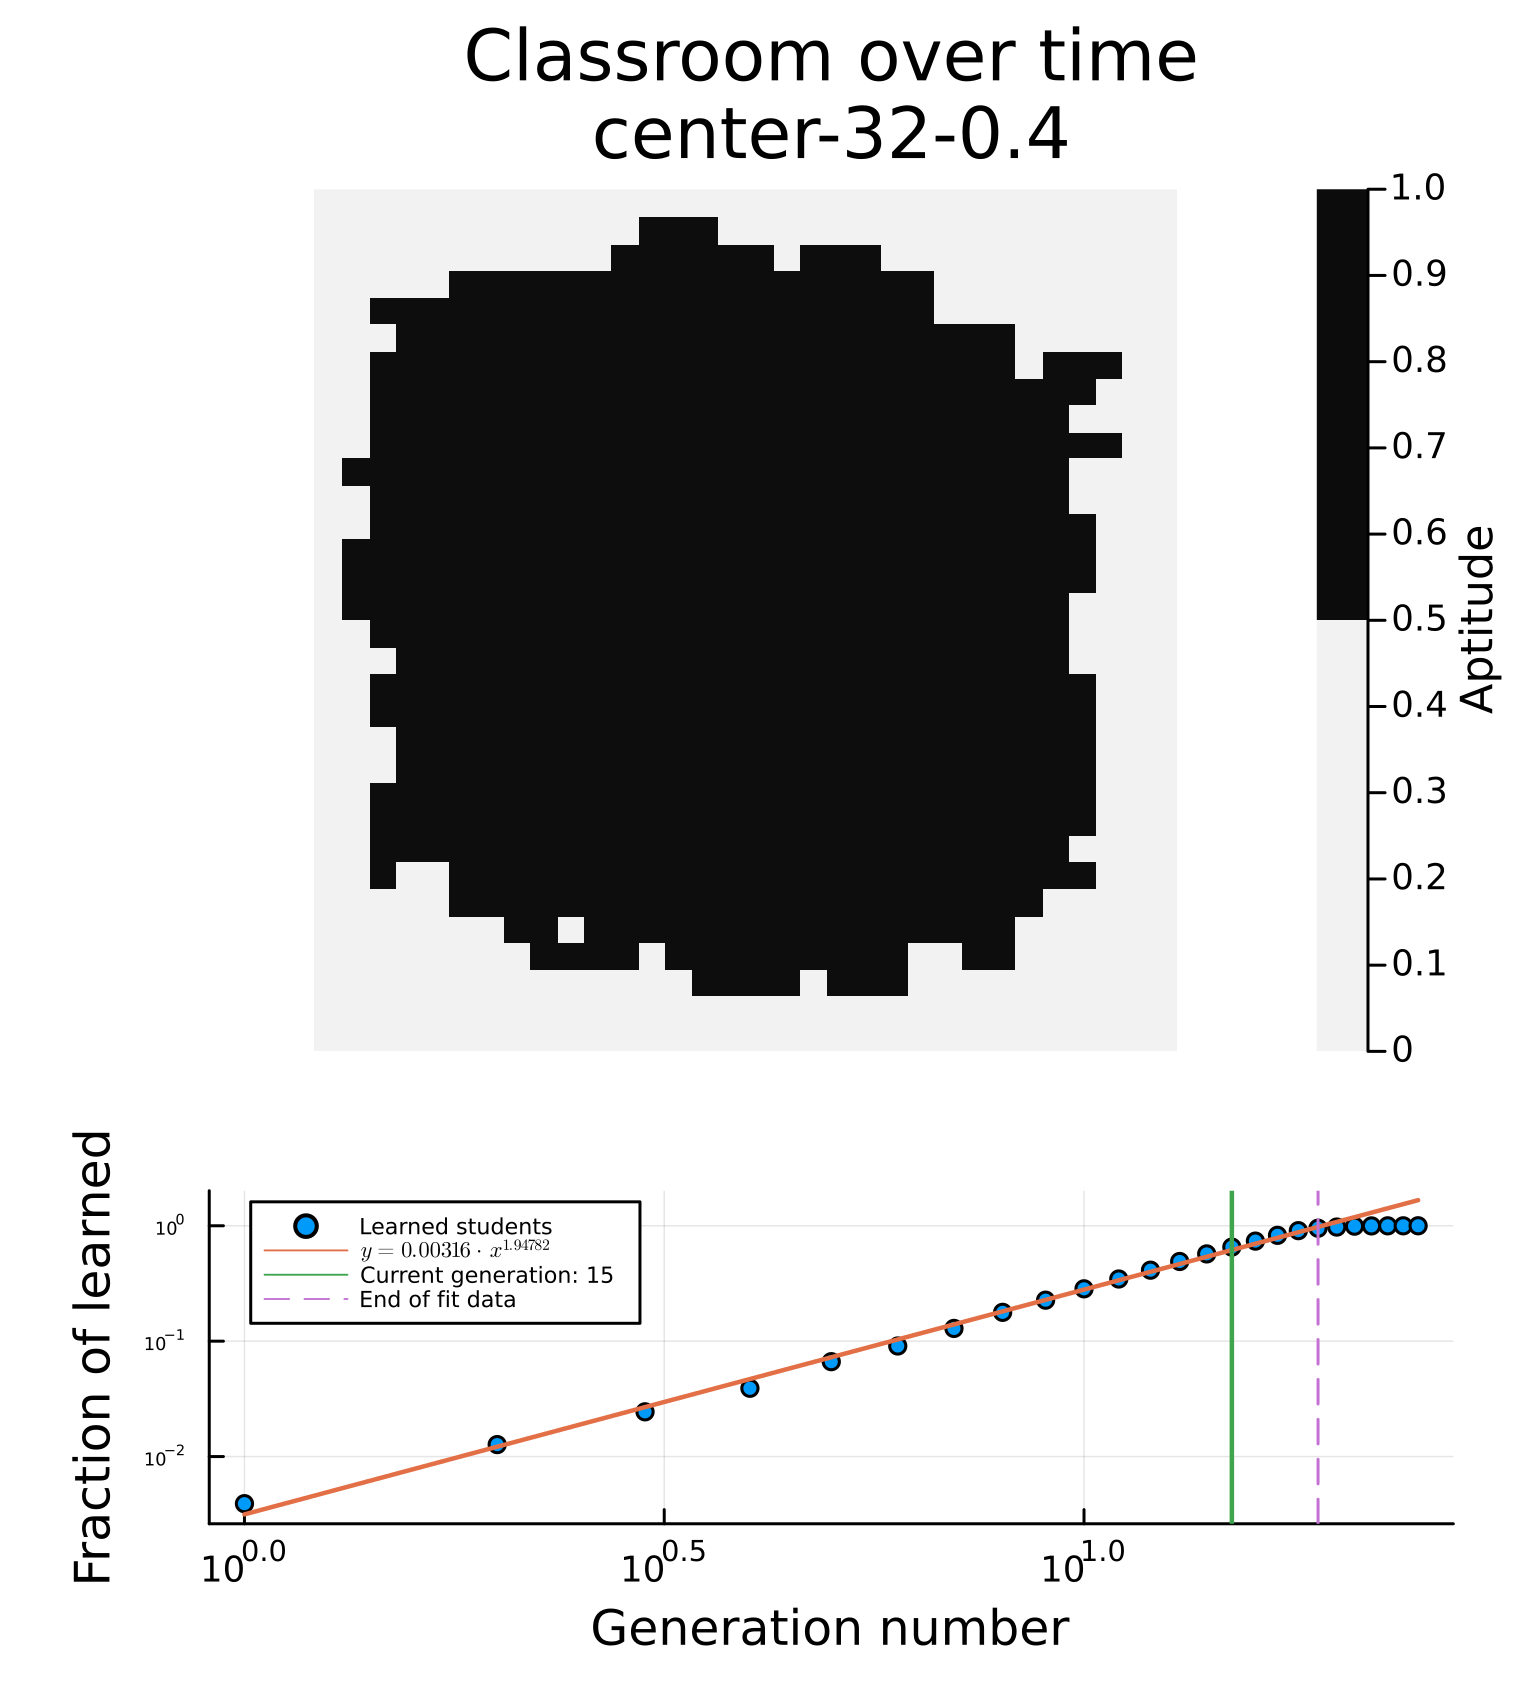 Classroom over time
center-32-0.4
1.0
0.9
0.8
0.7
0.6
0.5
0.4
0.3
0.2
0.1
0
Aptitude
Fraction of learned
10^0
10^−1
10^−2
Learned students
y = 0.00316 · x^1.94782
Current generation: 15
End of fit data
10^0.0
10^0.5
10^1.0
Generation number